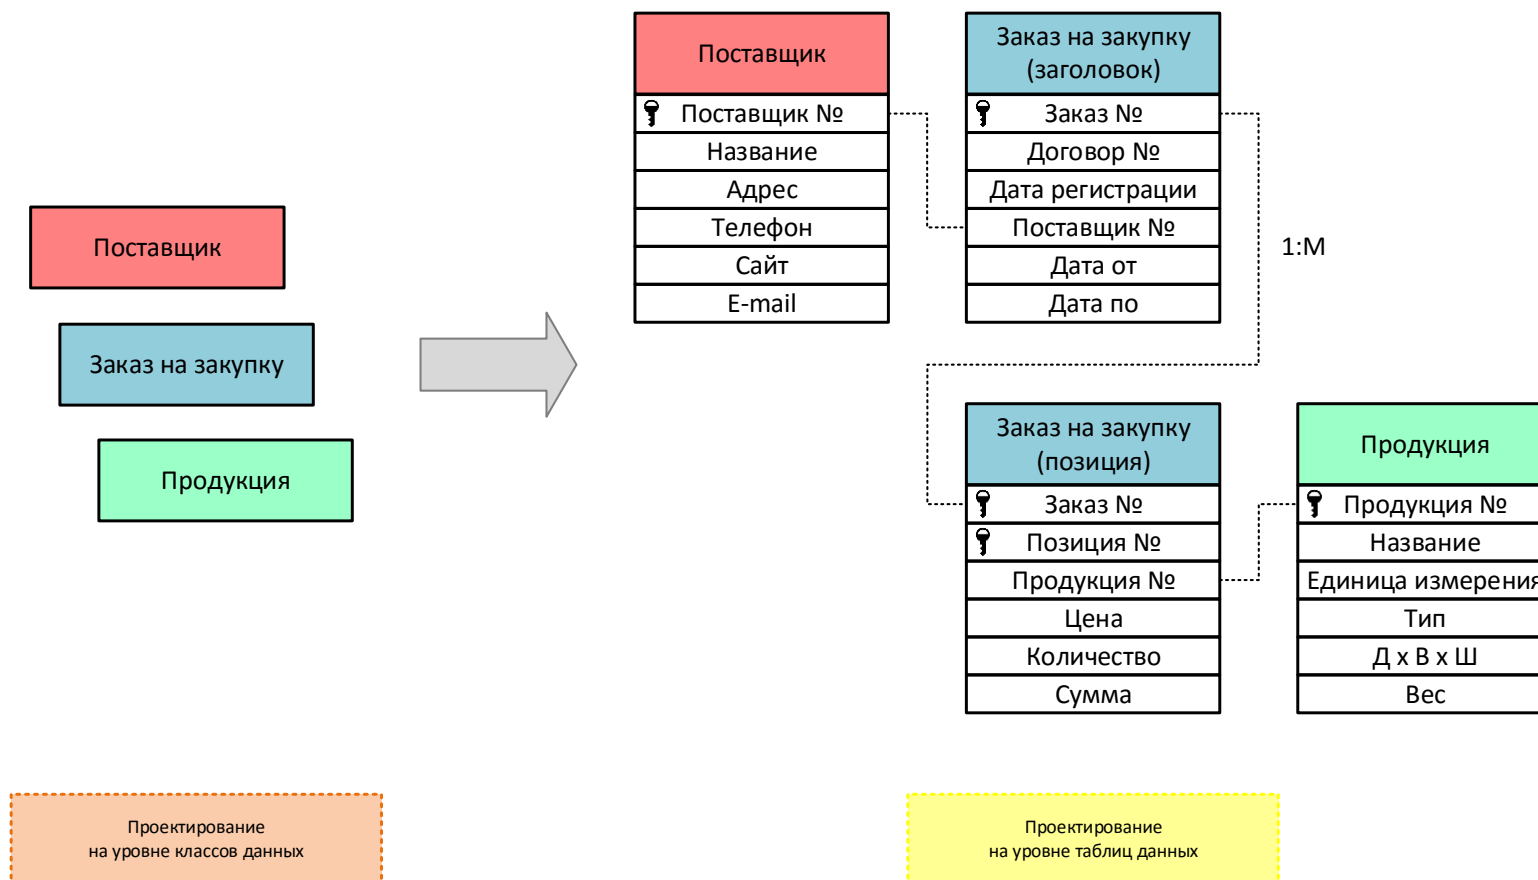 Поставщик
Заказ на закупку
Продукция
Поставщик
Поставщик №
Название
Адрес
Телефон
Сайт
E-mail
Заказ на закупку
(заголовок)
Заказ №
Договор №
Дата регистрации
Поставщик №
Дата от
Дата по
1:М
Заказ на закупку
(позиция)
Заказ №
Позиция №
Продукция №
Цена
Количество
Сумма
Продукция
Продукция №
Название
Единица измерения
Тип
Д х В х Ш
Вес
Проектирование
на уровне классов данных
Проектирование
на уровне таблиц данных